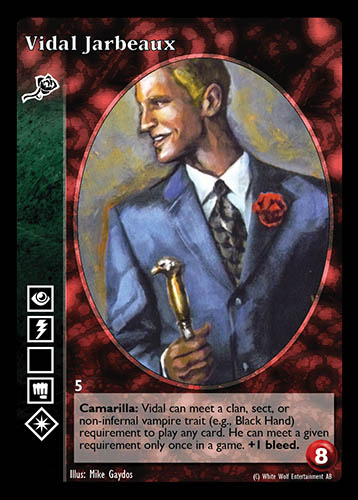 Vidal Jarbeaux
5
Camarilla: Vidal can meet a clan, sect, or
non-infernal vampire trait (e.g., Black Hand)
requirement to play any card. He can meet a given
requirement only once in a game. +1 bleed.
8
Illus: Mike Gaydos
(C) White Wolf Entertainment AB